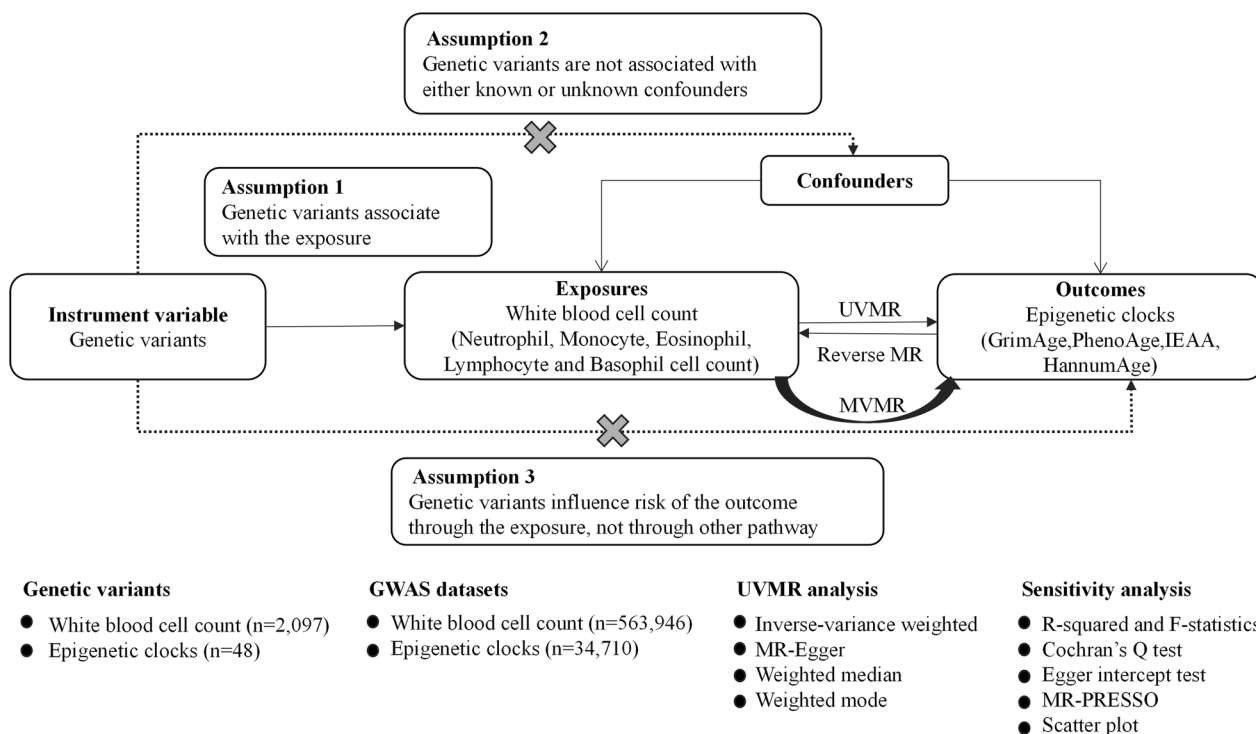 Assumption 2
Genetic variants are not associated with
either known or unknown confounders
Assumption 1
Genetic variants associate
with the exposure
Confounders
Instrument variable
Genetic variants
Exposures
White blood cell count
(Neutrophil, Monocyte, Eosinophil,
Lymphocyte and Basophil cell count)
UVMR
Reverse MR
MVMR
Outcomes
Epigenetic clocks
(GrimAge,PhenoAge,IEAA,
HannumAge)
Assumption 3
Genetic variants influence risk of the outcome
through the exposure, not through other pathway
Genetic variants
● White blood cell count (n=2,097)
● Epigenetic clocks (n=48)
GWAS datasets
● White blood cell count (n=563,946)
● Epigenetic clocks (n=34,710)
UVMR analysis
● Inverse-variance weighted
● MR-Egger
● Weighted median
● Weighted mode
Sensitivity analysis
● R-squared and F-statistics
● Cochran’s Q test
● Egger intercept test
● MR-PRESSO
● Scatter plot